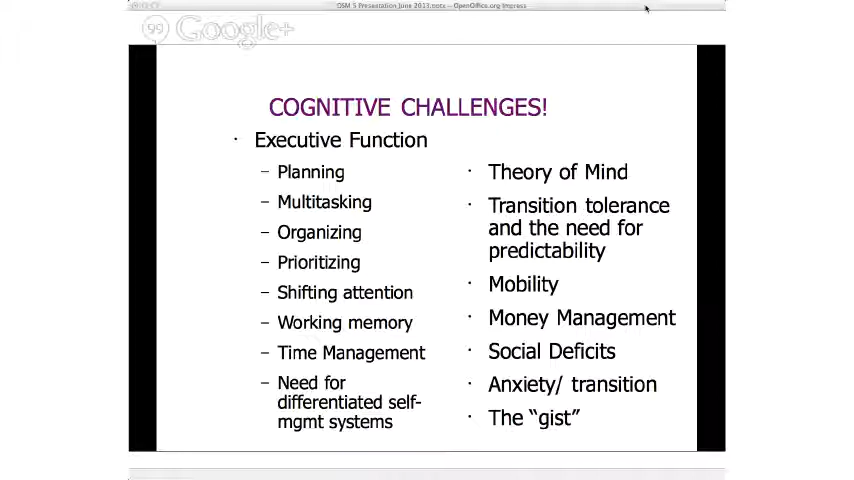 DSM 5 Presentation June 2013.potx – OpenOffice.org Impress
Google+
COGNITIVE CHALLENGES!
· Executive Function
– Planning
– Multitasking
– Organizing
– Prioritizing
– Shifting attention
– Working memory
– Time Management
– Need for
differentiated self-
mgmt systems
· Theory of Mind
· Transition tolerance
and the need for
predictability
· Mobility
· Money Management
· Social Deficits
· Anxiety/ transition
· The “gist”